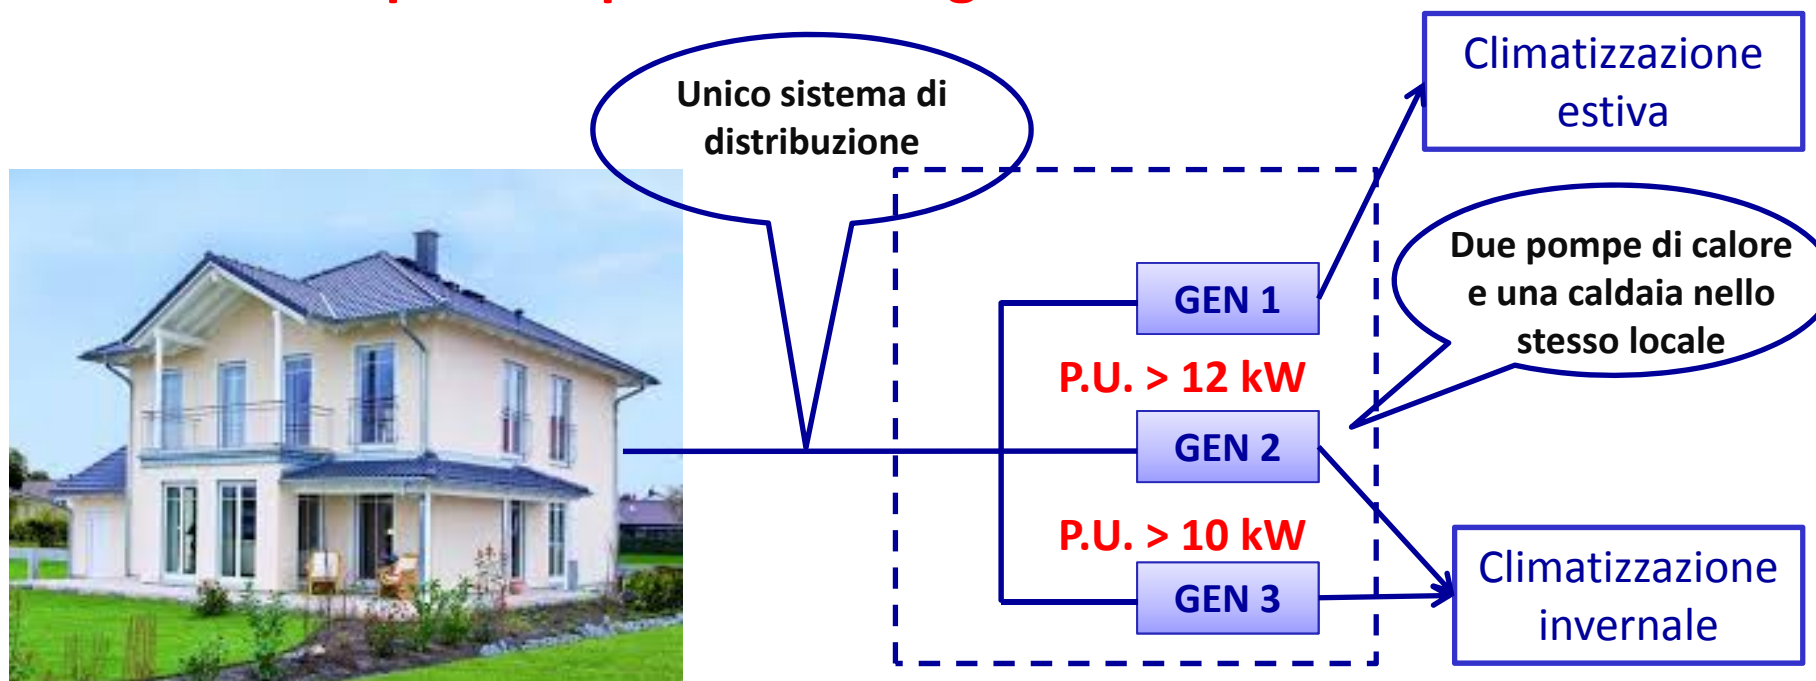 Climatizzazione
estiva
Unico sistema di
distribuzione
Due pompe di calore
e una caldaia nello
stesso locale
GEN 1
P.U. > 12 kW
GEN 2
P.U. > 10 kW
GEN 3
Climatizzazione
invernale